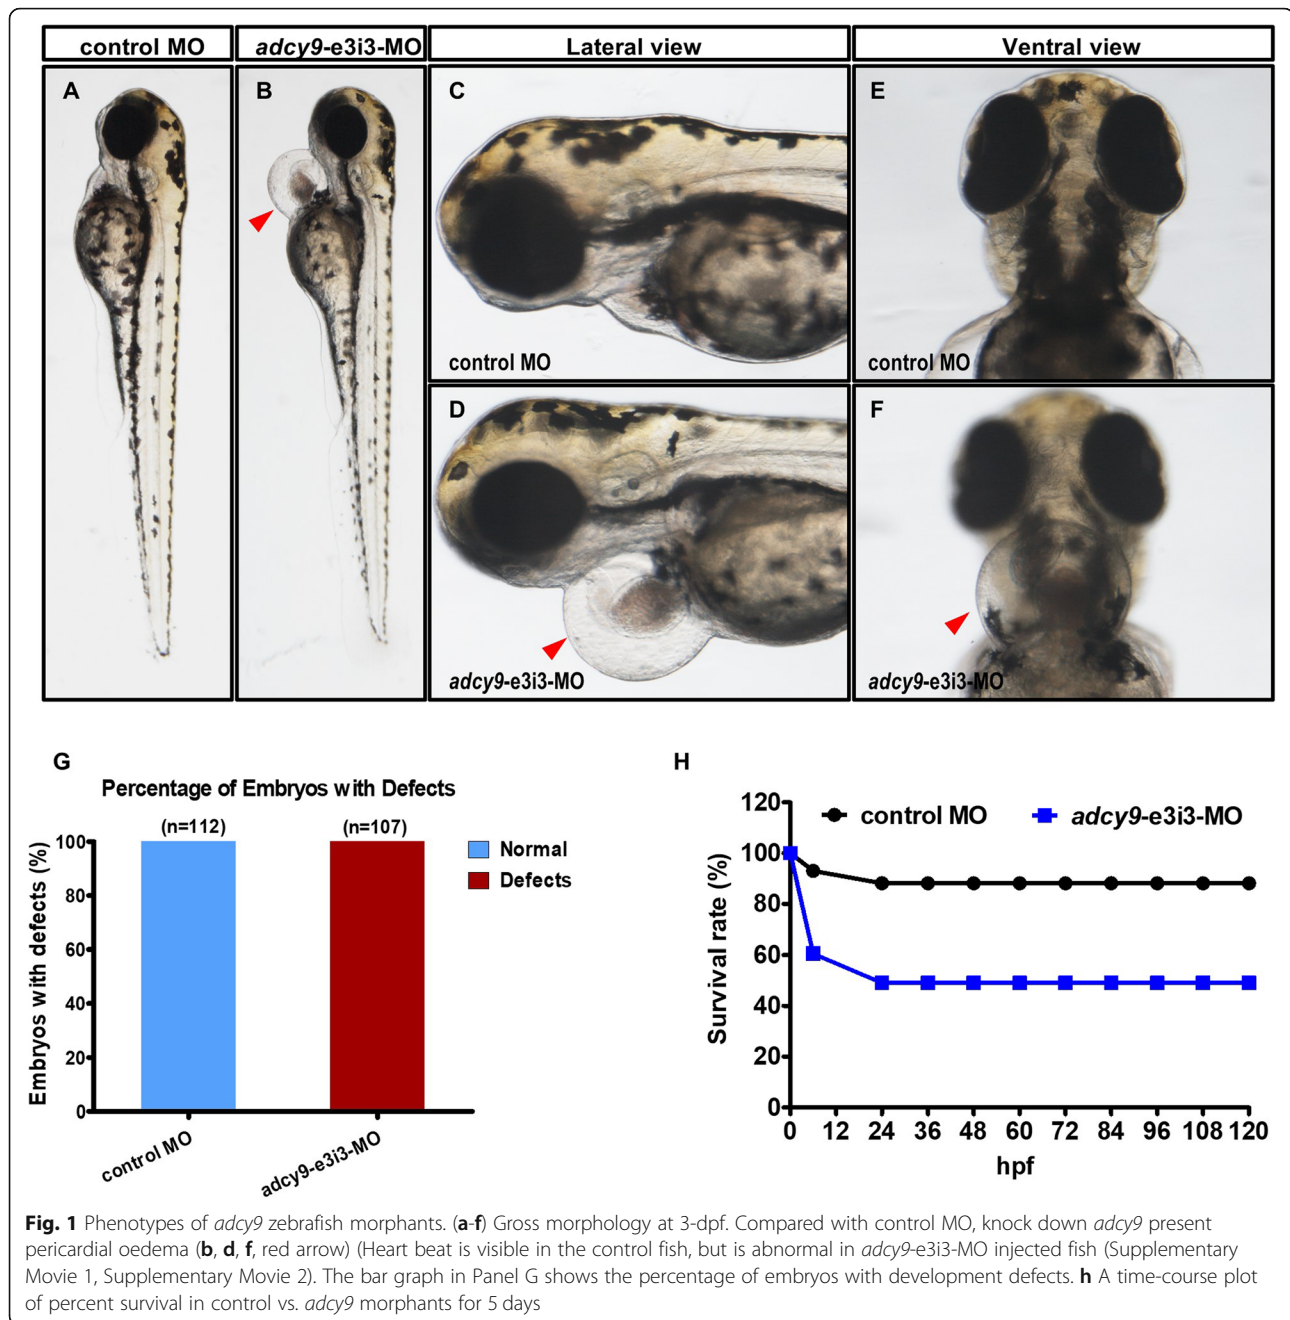 control MO
adcy9-e3i3-MO
Lateral view
Ventral view
A
B
C
control MO
E
control MO
D
adcy9-e3i3-MO
F
adcy9-e3i3-MO
G
Percentage of Embryos with Defects
(n=112)
(n=107)
Embryos with defects (%)
100
80
60
40
20
0
control MO
adcy9-e3i3-MO
Normal
Defects
H
control MO
adcy9-e3i3-MO
Survival rate (%)
120
100
80
60
40
20
0
0 12 24 36 48 60 72 84 96 108 120
hpf
Fig. 1 Phenotypes of adcy9 zebrafish morphants. (a-f) Gross morphology at 3-dpf. Compared with control MO, knock down adcy9 present
pericardial oedema (b, d, f, red arrow) (Heart beat is visible in the control fish, but is abnormal in adcy9-e3i3-MO injected fish (Supplementary
Movie 1, Supplementary Movie 2). The bar graph in Panel G shows the percentage of embryos with development defects. h A time-course plot
of percent survival in control vs. adcy9 morphants for 5 days